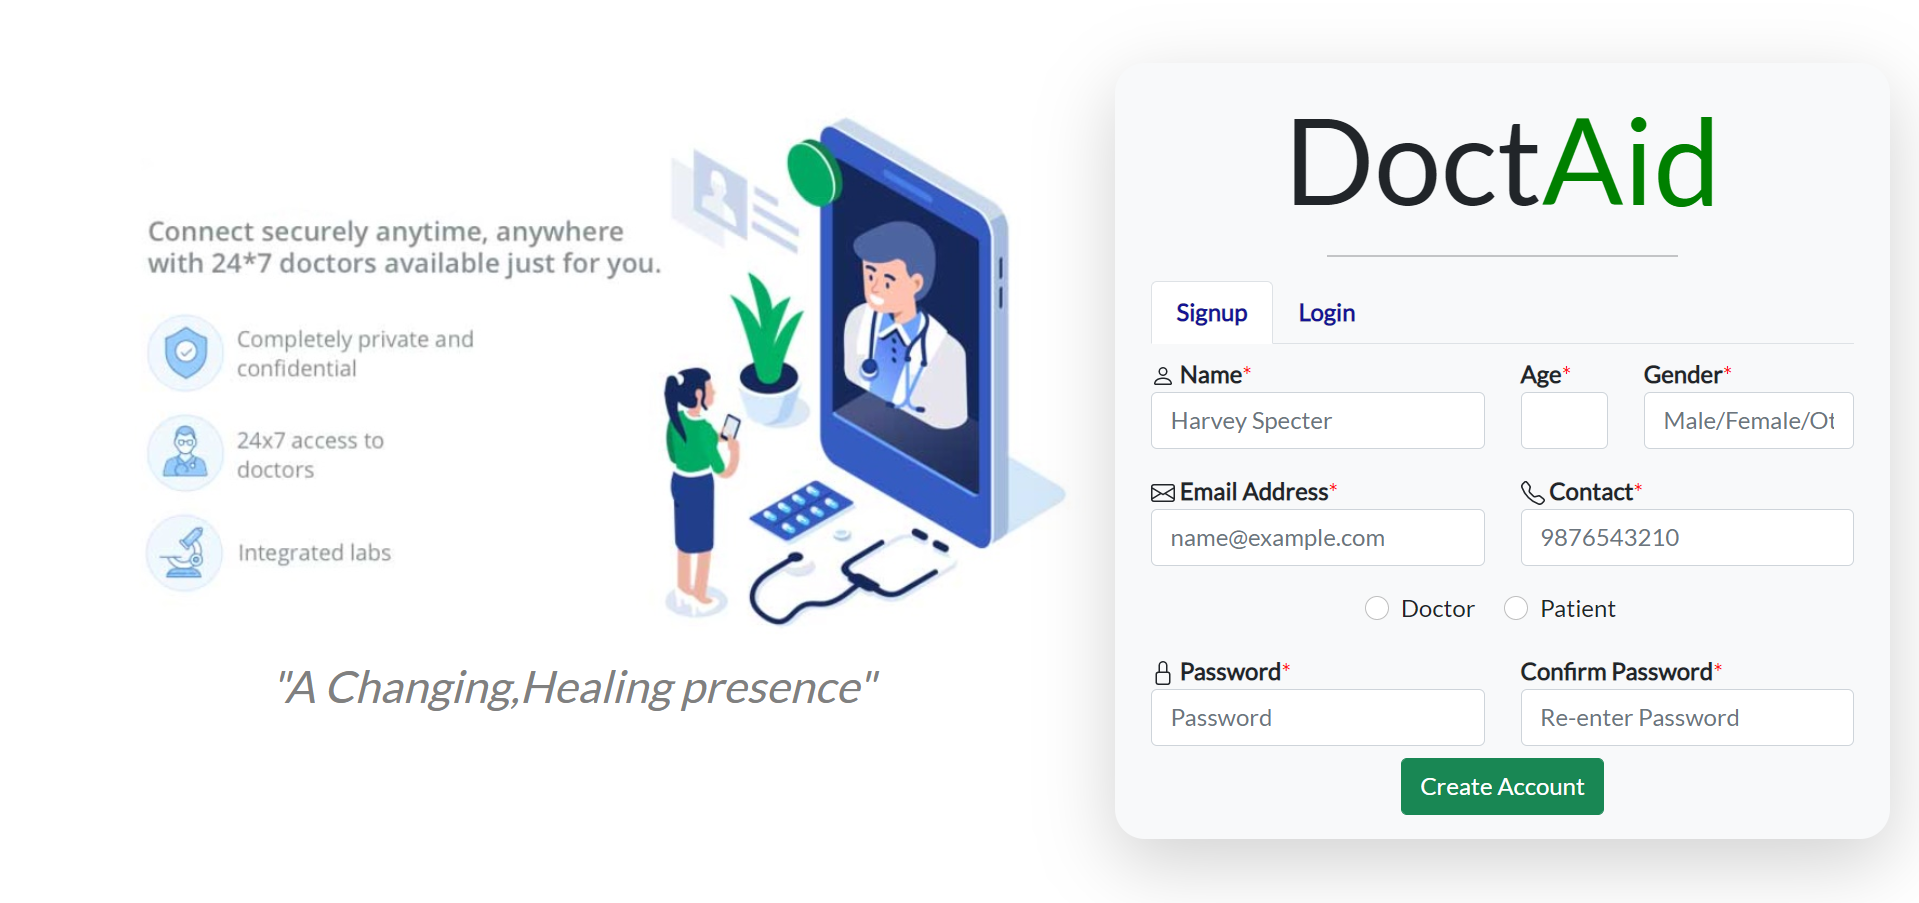 Connect securely anytime, anywhere
with 24*7 doctors available just for you.
Completely private and
confidential
24x7 access to
doctors
Integrated labs
"A Changing,Healing presence"
DoctAid
Signup Login
Name* Age* Gender*
Harvey Specter Male/Female/Ot
Email Address* Contact*
name@example.com 9876543210
Doctor Patient
Password* Confirm Password*
Password Re-enter Password
Create Account